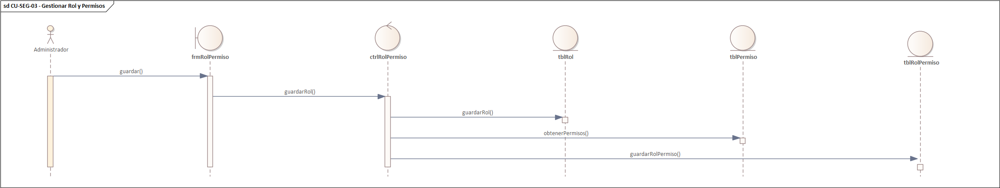 sd CU-SEG-03 - Gestionar Rol y Permisos
Administrador
frmRolPermiso
ctrlRolPermiso
tblRol
tblPermiso
tblRolPermiso
guardar()
guardarRol()
guardarRol()
obtenerPermisos()
guardarRolPermiso()